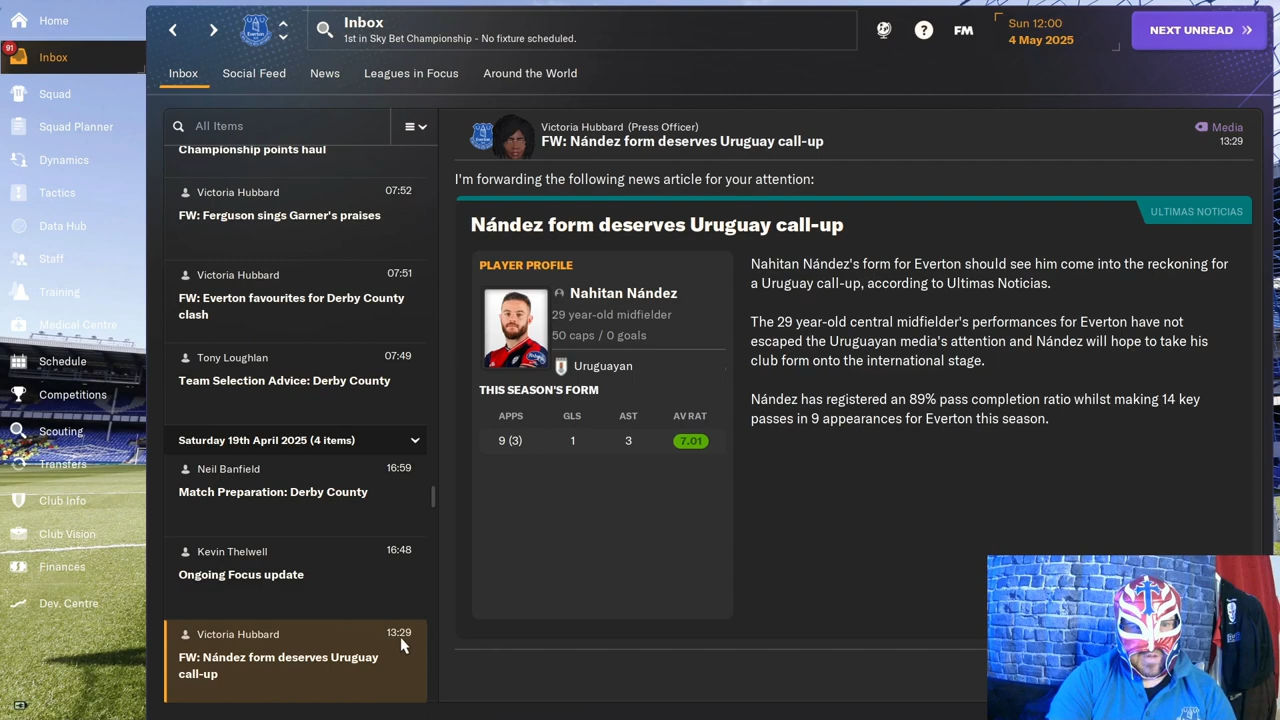 Home
91
Inbox
Squad
Squad Planner
Dynamics
Tactics
Data Hub
Staff
Training
Medical Centre
Schedule
Competitions
Scouting
Transfers
Club Info
Club Vision
Finances
Dev. Centre
Inbox
1st in Sky Bet Championship - No fixture scheduled.
?
FM
Sun 12:00
4 May 2025
NEXT UNREAD
Inbox
Social Feed
News
Leagues in Focus
Around the World
All Items
Championship points haul
Victoria Hubbard
07:52
FW: Ferguson sings Garner's praises
Victoria Hubbard
07:51
FW: Everton favourites for Derby County
clash
Tony Loughlan
07:49
Team Selection Advice: Derby County
Saturday 19th April 2025 (4 items)
Neil Banfield
16:59
Match Preparation: Derby County
Kevin Thelwell
16:48
Ongoing Focus update
Victoria Hubbard
13:29
FW: Nández form deserves Uruguay
call-up
Victoria Hubbard (Press Officer)
FW: Nández form deserves Uruguay call-up
Media
13:29
I'm forwarding the following news article for your attention:
ULTIMAS NOTICIAS
Nández form deserves Uruguay call-up
PLAYER PROFILE
Nahitan Nández
29 year-old midfielder
50 caps / 0 goals
Uruguayan
THIS SEASON'S FORM
APPS GLS AST AV RAT
9 (3) 1 3 7.01
Nahitan Nández's form for Everton should see him come into the reckoning for
a Uruguay call-up, according to Ultimas Noticias.
The 29 year-old central midfielder's performances for Everton have not
escaped the Uruguayan media's attention and Nández will hope to take his
club form onto the international stage.
Nández has registered an 89% pass completion ratio whilst making 14 key
passes in 9 appearances for Everton this season.